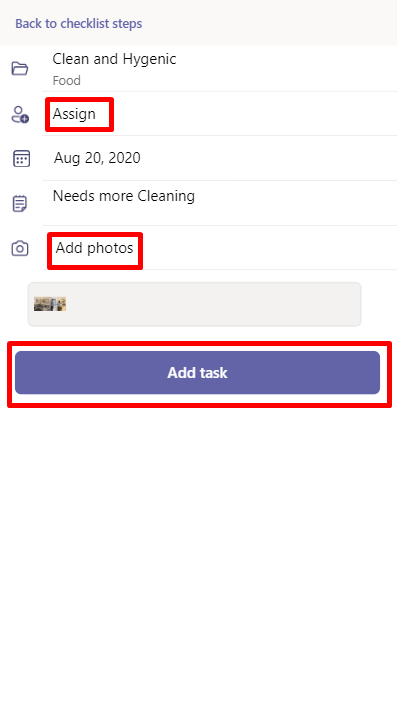 Back to checklist steps
Clean and Hygenic
Food
Assign
Aug 20, 2020
Needs more Cleaning
Add photos
Add task